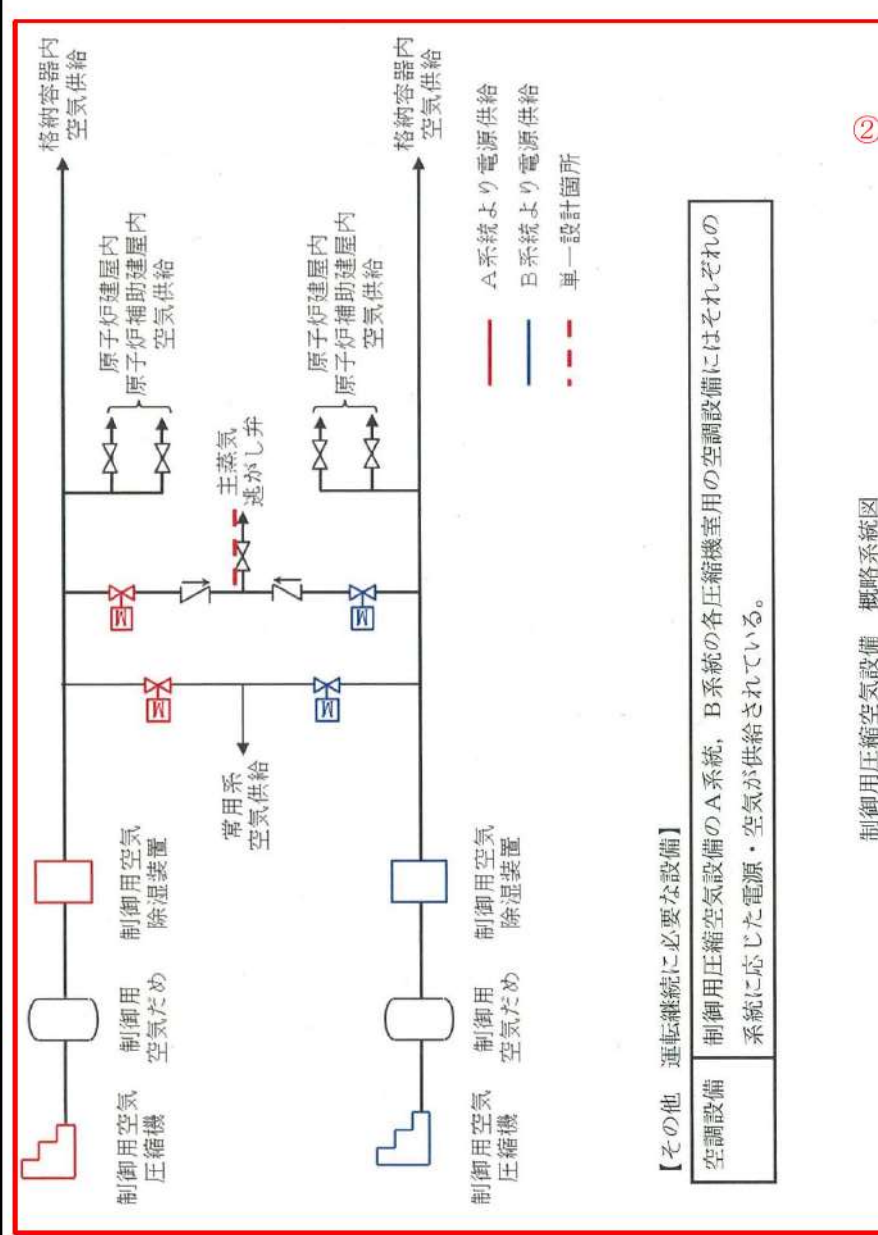 制御用空気
圧縮機
制御用
空気だめ
制御用空気
除湿装置
常用系
空気供給
M
M
M
M
主蒸気
逃がし弁
原子炉建屋内
原子炉補助建屋内
空気供給
格納容器内
空気供給
制御用空気
圧縮機
制御用
空気だめ
制御用空気
除湿装置
原子炉建屋内
原子炉補助建屋内
空気供給
格納容器内
空気供給
A系統より電源供給
B系統より電源供給
単一設計箇所
【その他　運転継続に必要な設備】
空調設備
制御用圧縮空気設備のA系統，B系統の各圧縮機室用の空調設備にはそれぞれの
系統に応じた電源・空気が供給されている。
制御用圧縮空気設備　概略系統図
②